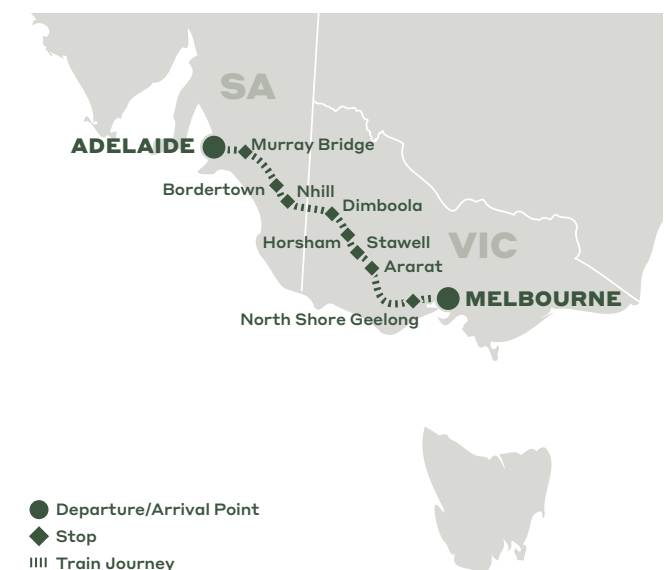 SA
ADELAIDE
Murray Bridge
Bordertown
Nhill
Dimboola
Horsham
Stawell
VIC
Ararat
MELBOURNE
North Shore Geelong
Departure/Arrival Point
Stop
Train Journey